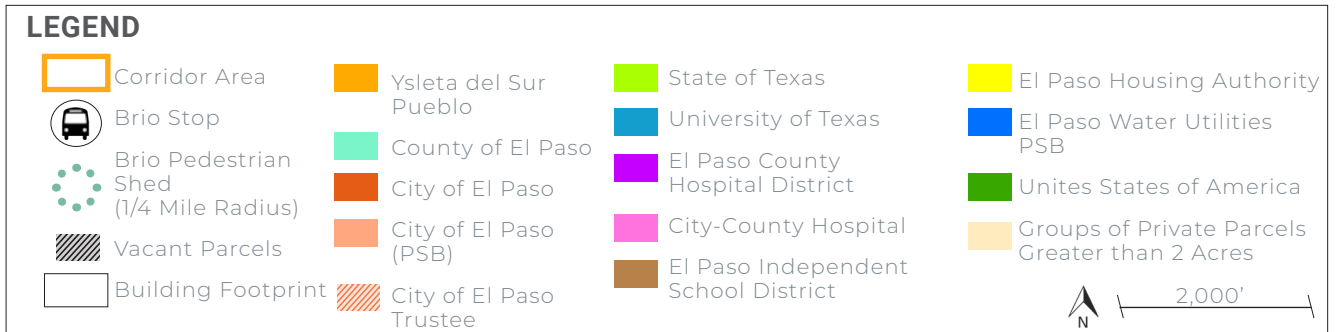 LEGEND
Corridor Area
Brio Stop
Brio Pedestrian
Shed
(1/4 Mile Radius)
Vacant Parcels
Building Footprint
Ysleta del Sur
Pueblo
County of El Paso
City of El Paso
City of El Paso
(PSB)
City of El Paso
Trustee
State of Texas
University of Texas
El Paso County
Hospital District
City-County Hospital
El Paso Independent
School District
El Paso Housing Authority
El Paso Water Utilities
PSB
Unites States of America
Groups of Private Parcels
Greater than 2 Acres
N
2,000’